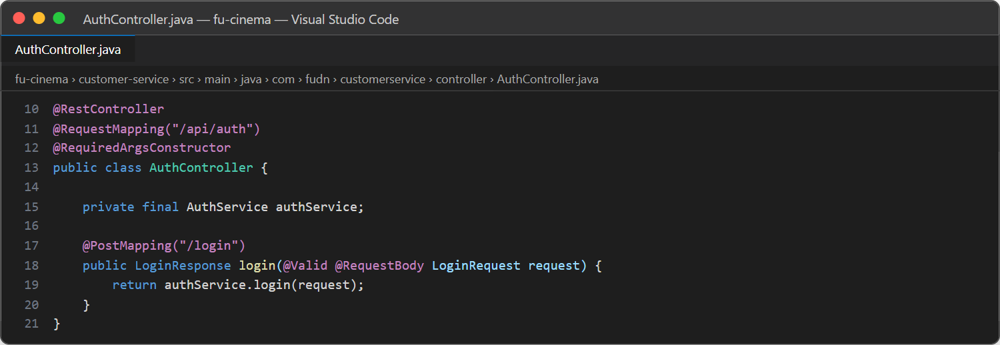 AuthController.java — fu-cinema — Visual Studio Code
AuthController.java
fu-cinema › customer-service › src › main › java › com › fudn › customerservice › controller › AuthController.java
10 @RestController
11 @RequestMapping("/api/auth")
12 @RequiredArgsConstructor
13 public class AuthController {
14
15     private final AuthService authService;
16
17     @PostMapping("/login")
18     public LoginResponse login(@Valid @RequestBody LoginRequest request) {
19         return authService.login(request);
20     }
21 }